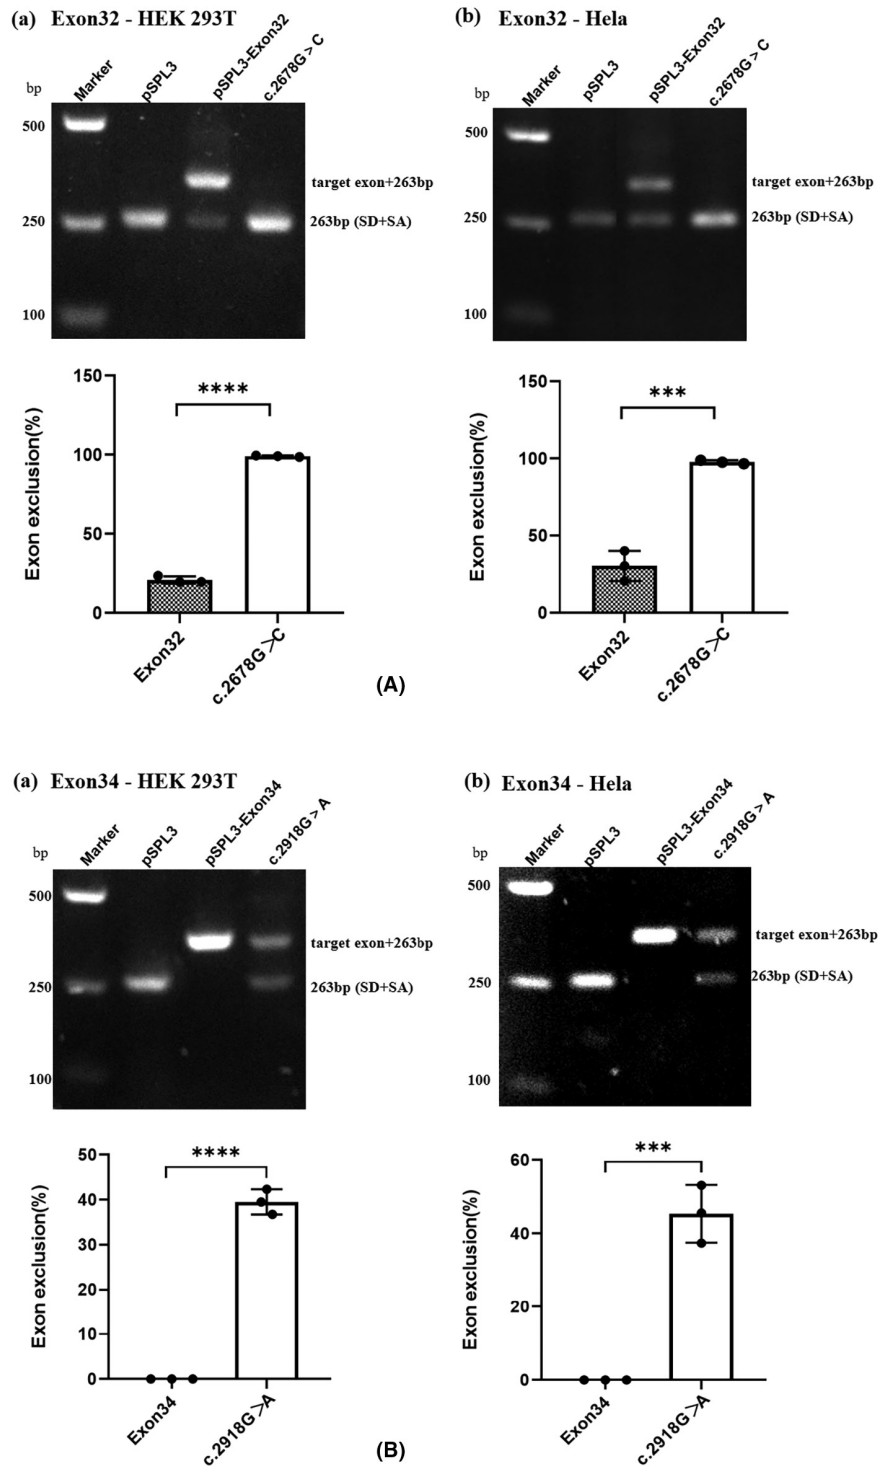 (a) Exon32 - HEK 293T
Marker
pSPL3
pSPL3-Exon32
c.2678G > C
bp
500
250
100
target exon+263bp
263bp (SD+SA)
(b) Exon32 - Hela
Marker
pSPL3
pSPL3-Exon32
c.2678G > C
bp
500
250
100
target exon+263bp
263bp (SD+SA)
Exon exclusion(%)
150
100
50
0
****
Exon32
c.2678G >C
Exon exclusion(%)
150
100
50
0
***
Exon32
c.2678G >C
(A)
(a) Exon34 - HEK 293T
Marker
pSPL3
pSPL3-Exon34
c.2918G > A
bp
500
250
100
target exon+263bp
263bp (SD+SA)
(b) Exon34 - Hela
Marker
pSPL3
pSPL3-Exon34
c.2918G > A
bp
500
250
100
target exon+263bp
263bp (SD+SA)
Exon exclusion(%)
50
40
30
20
10
0
****
Exon34
c.2918G >A
Exon exclusion(%)
60
40
20
0
***
Exon34
c.2918G >A
(B)